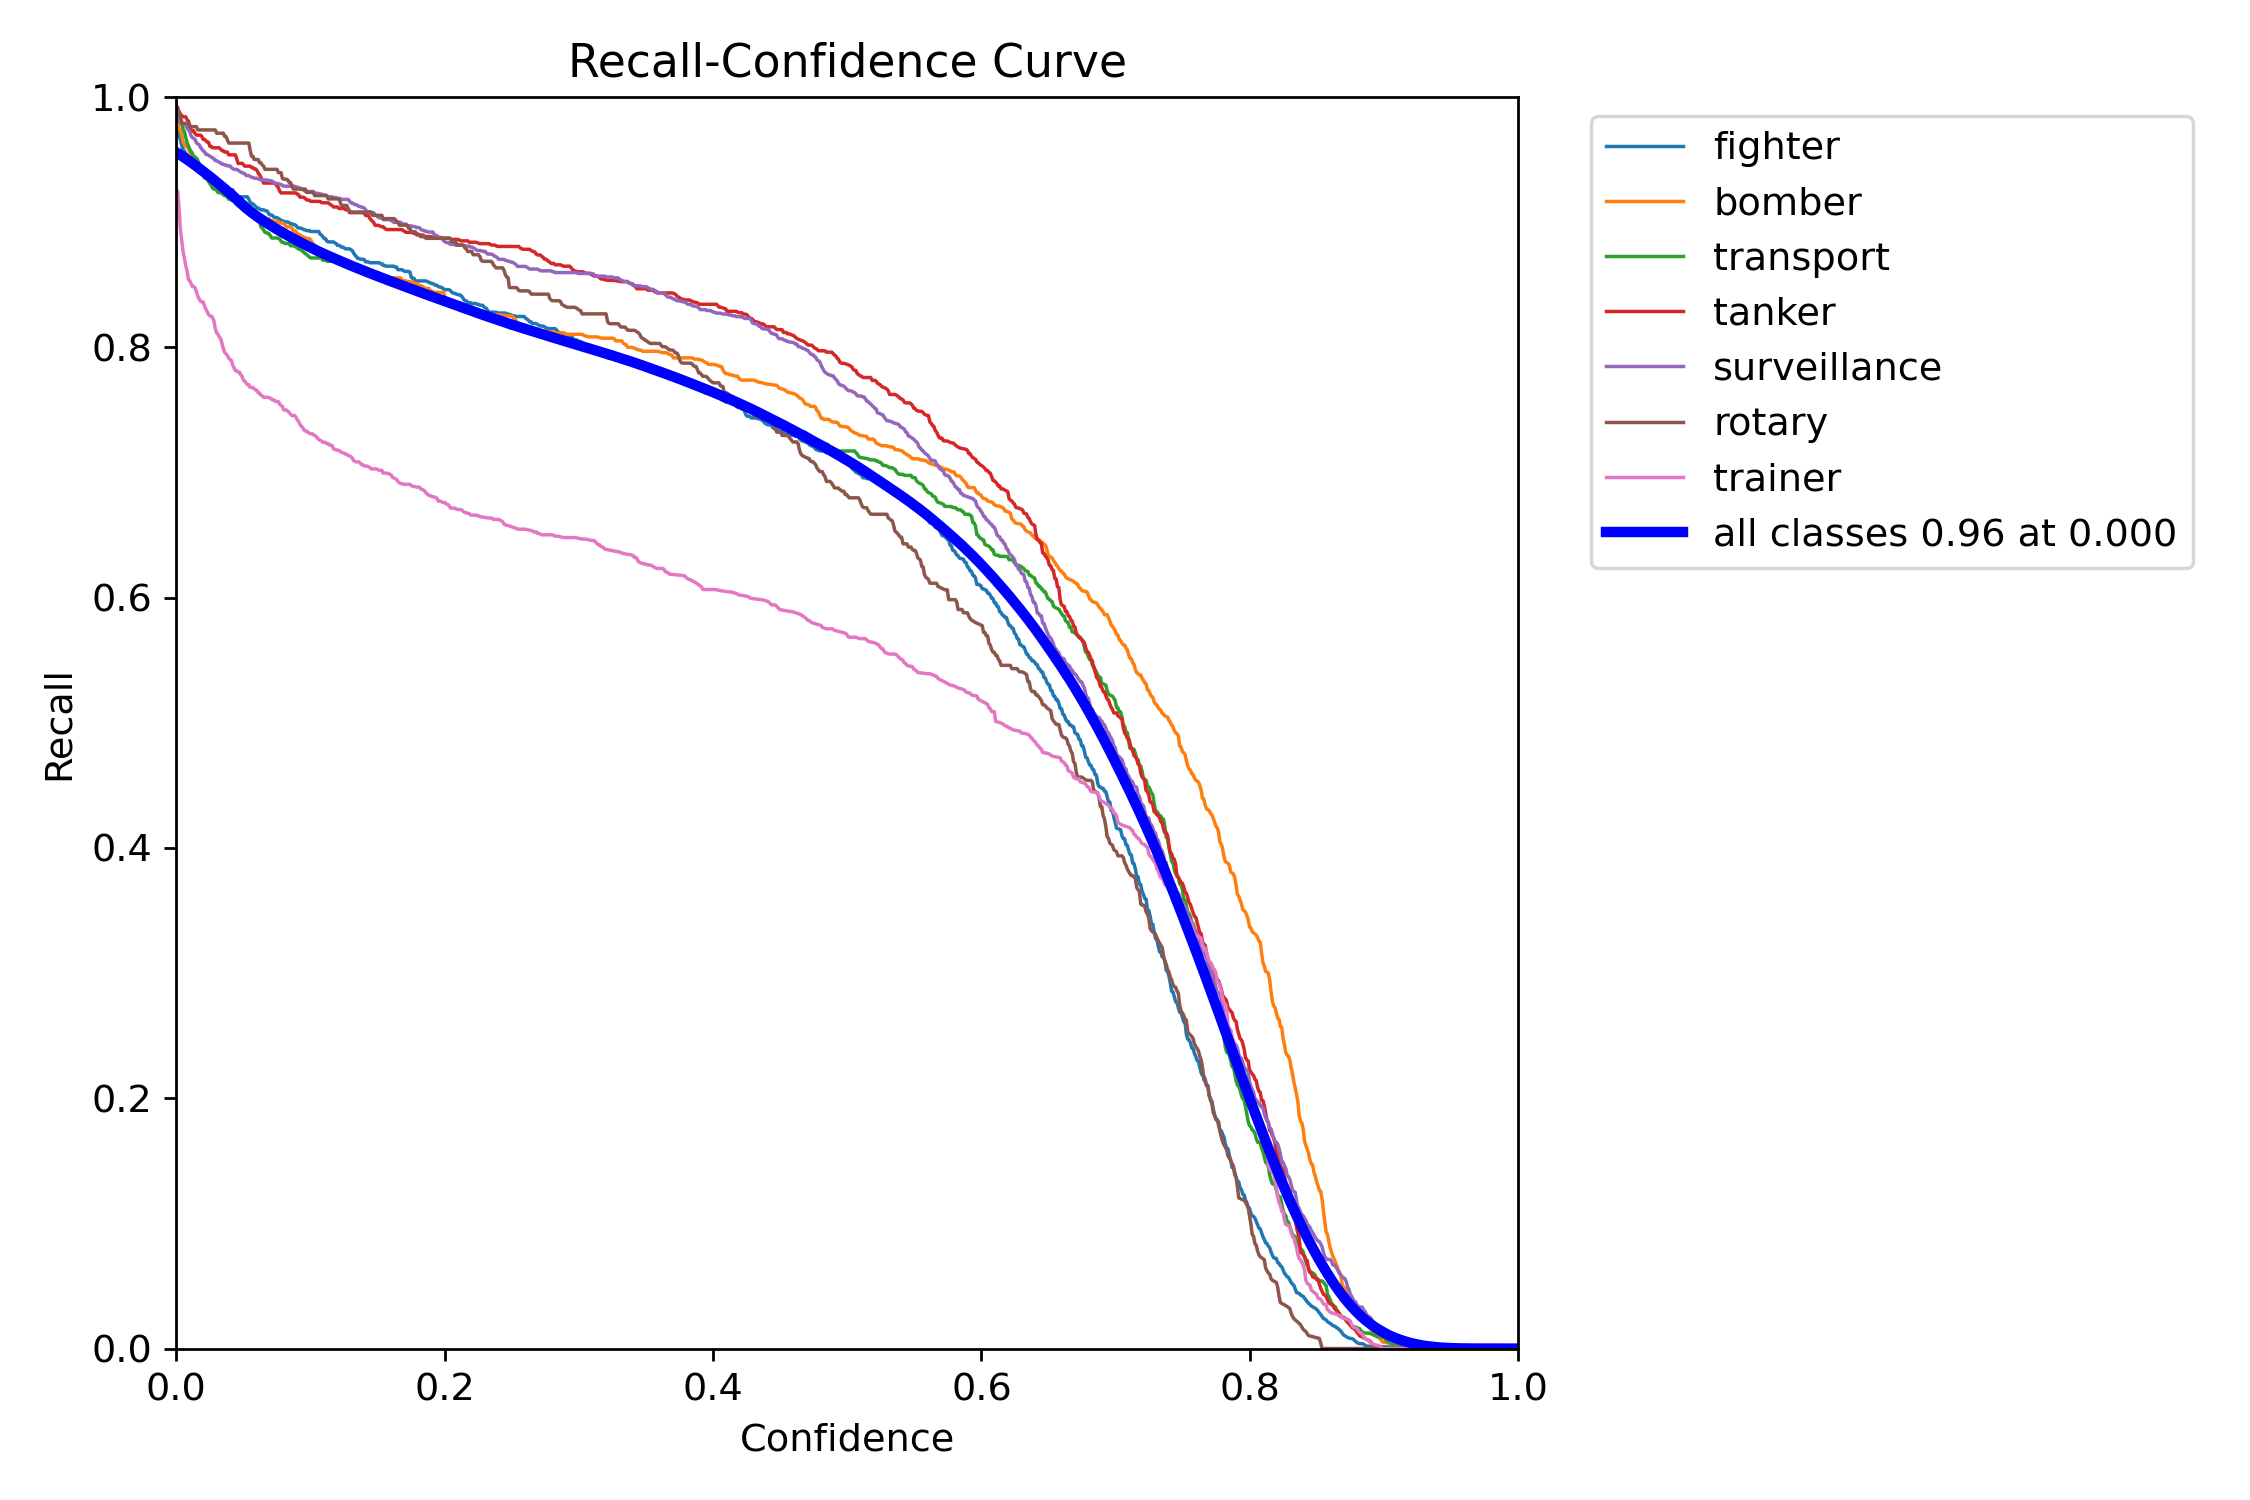 Recall-Confidence Curve
1.0
0.8
0.6
0.4
0.2
0.0
Recall
0.0 0.2 0.4 0.6 0.8 1.0
Confidence
fighter
bomber
transport
tanker
surveillance
rotary
trainer
all classes 0.96 at 0.000